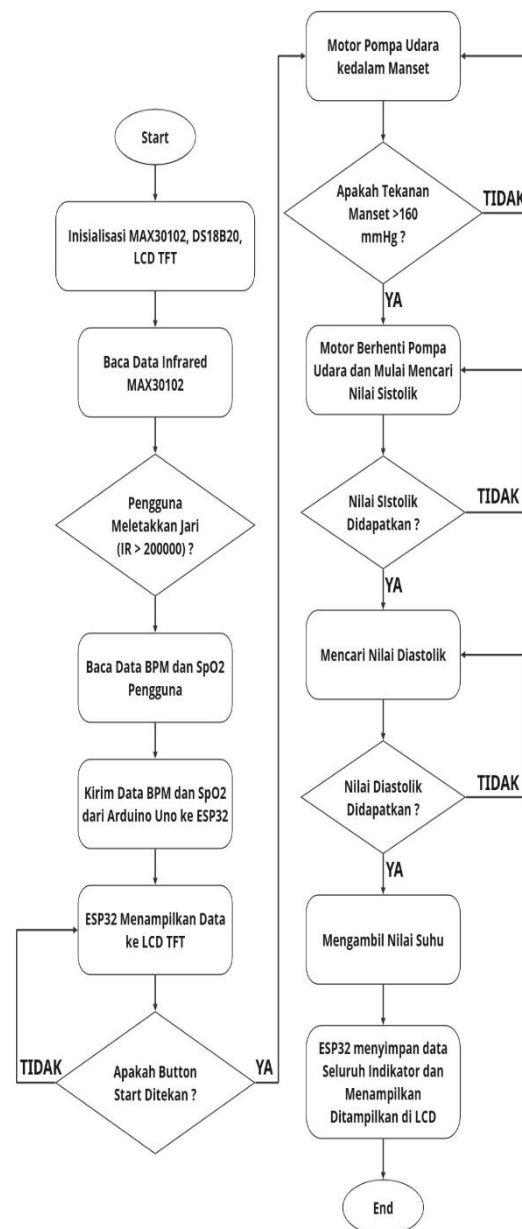 Start
Inisialisasi MAX30102, DS18B20,
LCD TFT
Baca Data Infrared
MAX30102
Pengguna
Meletakkan Jari
(IR > 200000) ?
Baca Data BPM dan SpO2
Pengguna
Kirim Data BPM dan SpO2
dari Arduino Uno ke ESP32
ESP32 Menampilkan Data
ke LCD TFT
Apakah Button
Start Ditekan ?
TIDAK
YA
Motor Pompa Udara
kedalam Manset
Apakah Tekanan
Manset >160
mmHg ?
TIDAK
YA
Motor Berhenti Pompa
Udara dan Mulai Mencari
Nilai Sistolik
Nilai SIstolik
Didapatkan ?
TIDAK
YA
Mencari Nilai Diastolik
Nilai Diastolik
Didapatkan ?
TIDAK
YA
Mengambil Nilai Suhu
ESP32 menyimpan data
Seluruh Indikator dan
Menampilkan
Ditampilkan di LCD
End